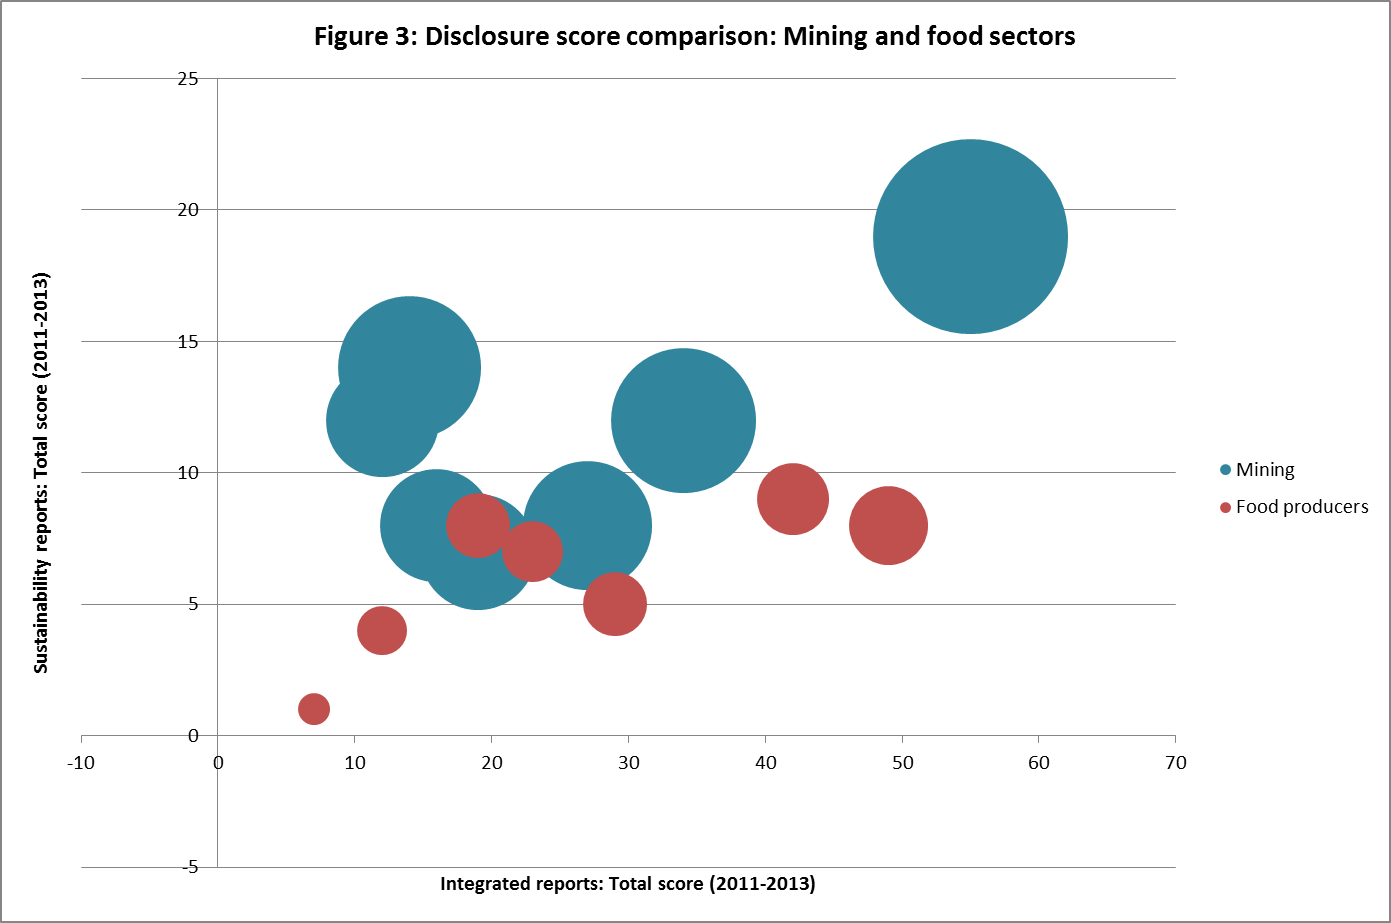 Figure 3: Disclosure score comparison: Mining and food sectors
25
20
15
10
5
0
-5
-10 0 10 20 30 40 50 60 70
Sustainability reports: Total score (2011-2013)
Integrated reports: Total score (2011-2013)
Mining
Food producers